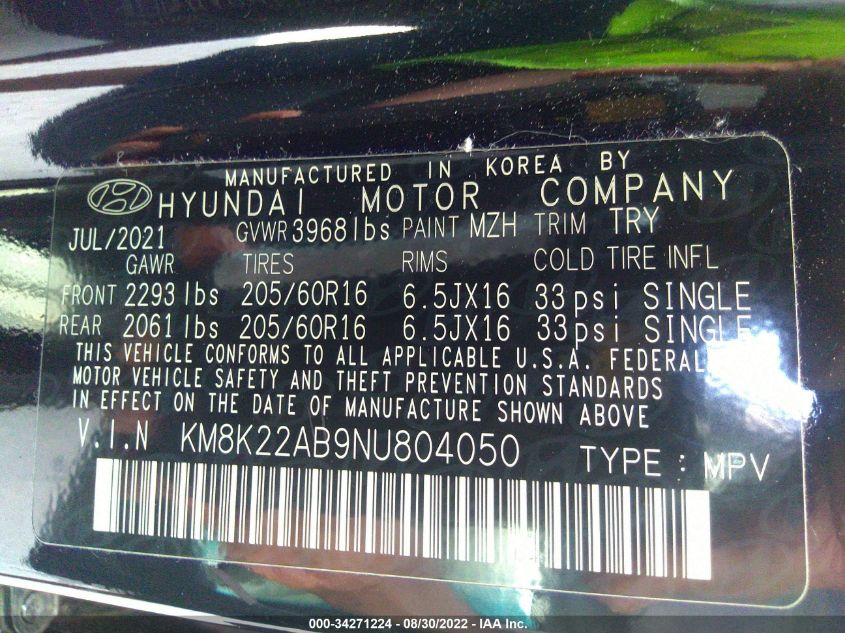 MANUFACTURED IN KOREA BY
HYUNDAI MOTOR COMPANY
JUL/2021 GVWR 3968lbs PAINT MZH TRIM TRY
GAWR TIRES RIMS COLD TIRE INFL
FRONT 2293lbs 205/60R16 6.5JX16 33psi SINGLE
REAR 2061lbs 205/60R16 6.5JX16 33psi SINGLE
THIS VEHICLE CONFORMS TO ALL APPLICABLE U.S.A. FEDERAL
MOTOR VEHICLE SAFETY AND THEFT PREVENTION STANDARDS
IN EFFECT ON THE DATE OF MANUFACTURE SHOWN ABOVE
V.I.N KM8K22AB9NU804050 TYPE : MPV
000-34271224 - 08/30/2022 - IAA Inc.